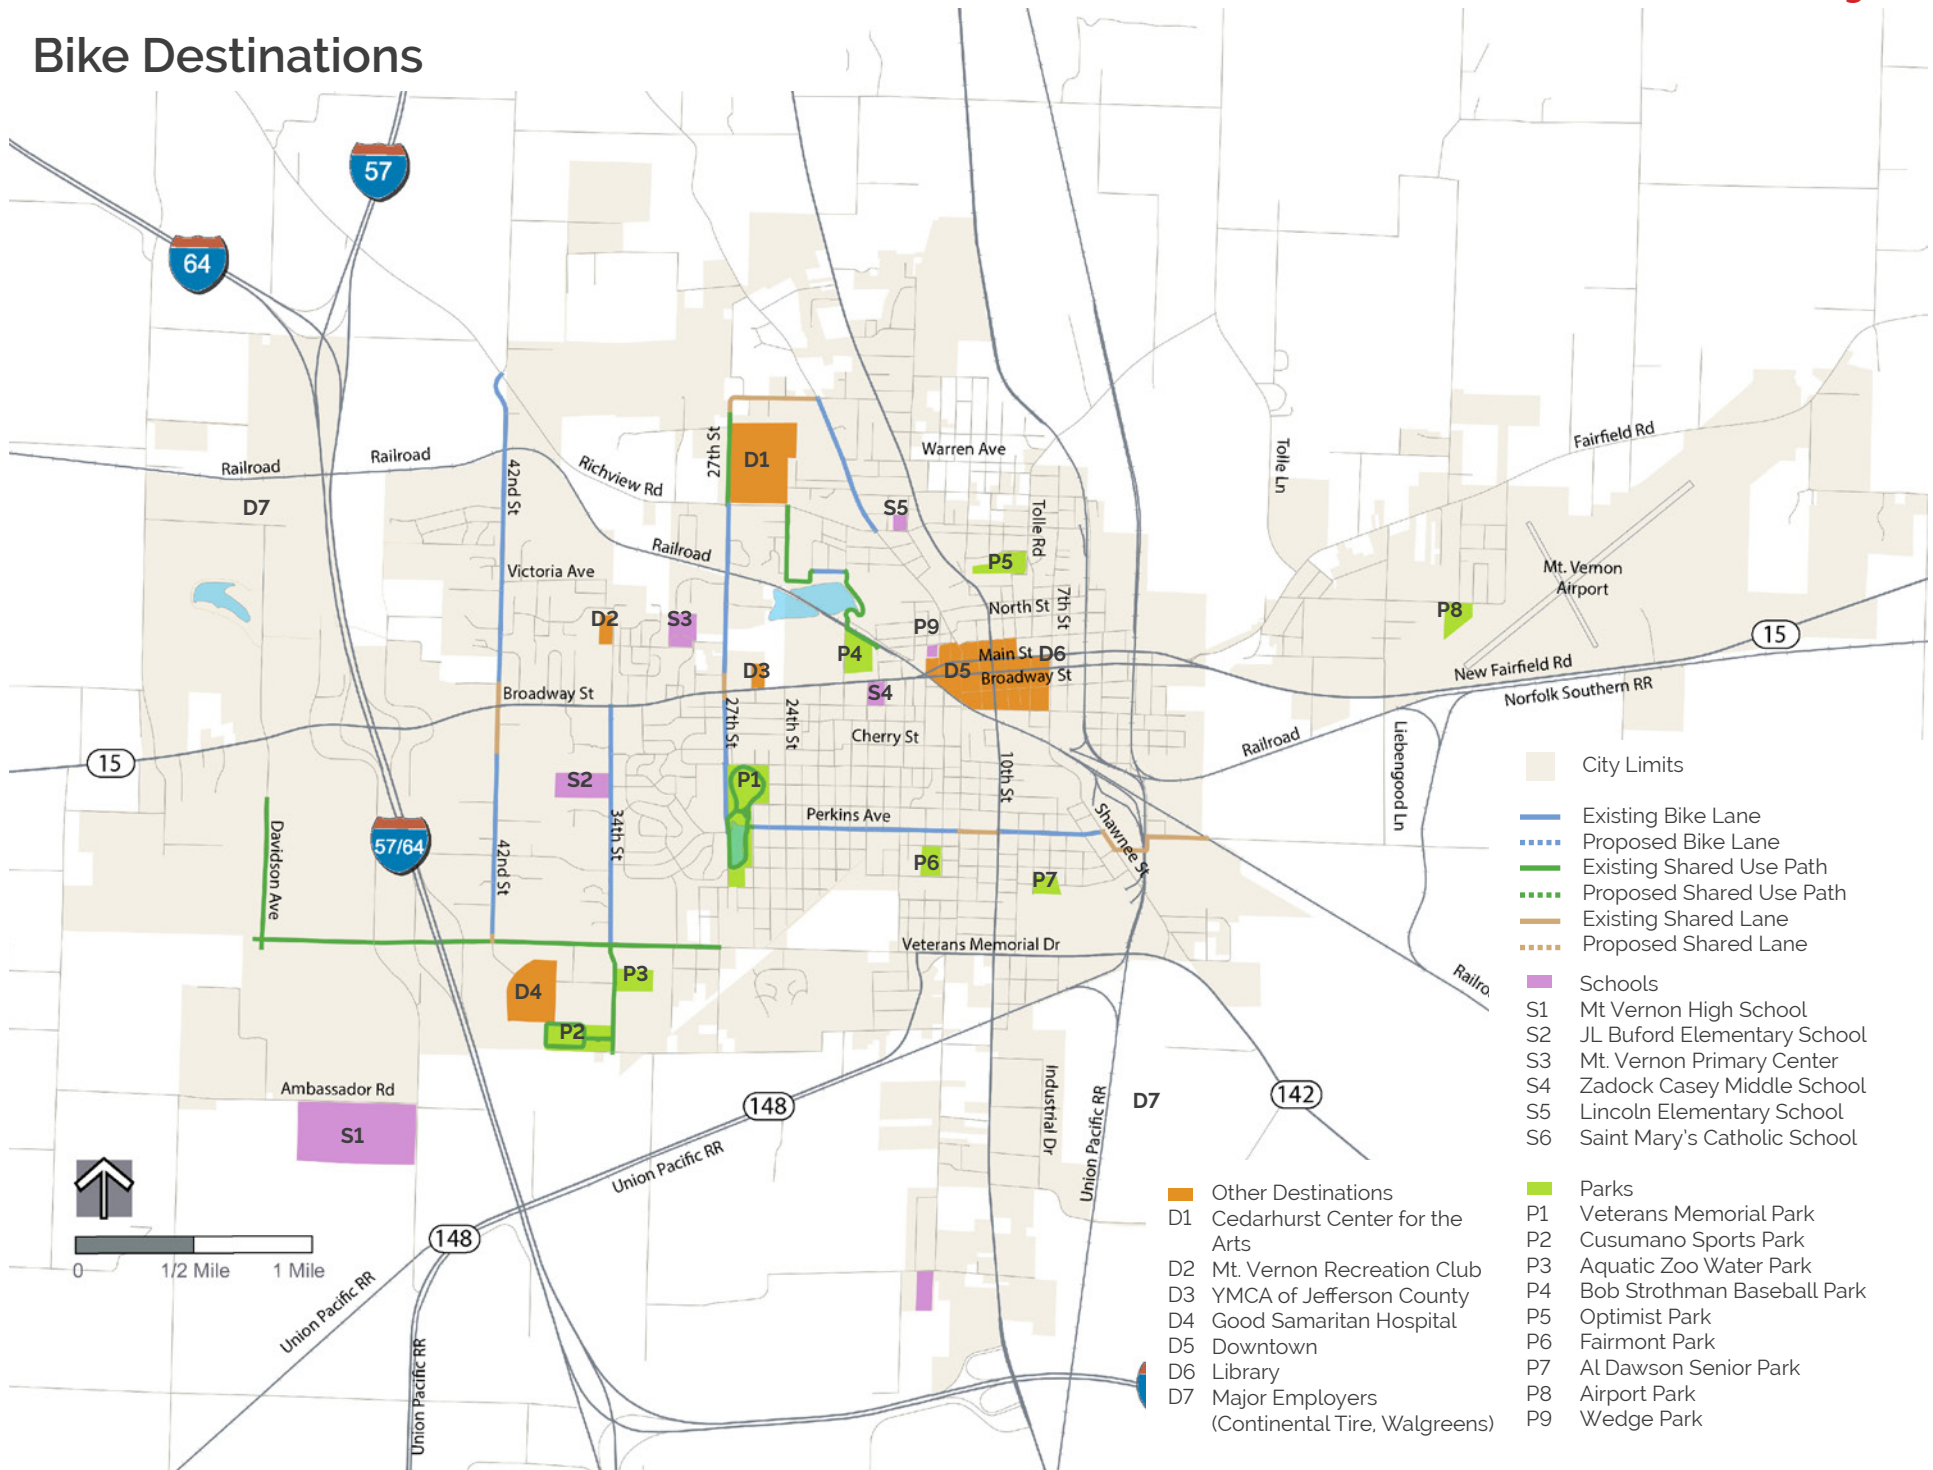 Bike Destinations
57
64
Warren Ave
Fairfield Rd
27th St
Railroad
Railroad
D1
Tolle Ln
42nd St
Richview Rd
D7
S5
Tolle Rd
Railroad
P5
Mt. Vernon
Airport
Victoria Ave
7th St
North St
P8
D2
S3
P9
15
P4
Main St
D6
D3
D5
Broadway St
New Fairfield Rd
Broadway St
S4
Norfolk Southern RR
27th St
24th St
Cherry St
Railroad
Liebengood Ln
15
10th St
S2
P1
Perkins Ave
Shawnee St
34th St
57/64
Davidson Ave
42nd St
P6
P7
Veterans Memorial Dr
P3
D4
P2
Ambassador Rd
Industrial Dr
Union Pacific RR
D7
142
148
S1
Union Pacific RR
148
0
1/2 Mile
1 Mile
Union Pacific RR
Union Pacific RR
City Limits
Existing Bike Lane
Proposed Bike Lane
Existing Shared Use Path
Proposed Shared Use Path
Existing Shared Lane
Proposed Shared Lane
Schools
S1 Mt Vernon High School
S2 JL Buford Elementary School
S3 Mt. Vernon Primary Center
S4 Zadock Casey Middle School
S5 Lincoln Elementary School
S6 Saint Mary's Catholic School
Other Destinations
D1 Cedarhurst Center for the
Arts
D2 Mt. Vernon Recreation Club
D3 YMCA of Jefferson County
D4 Good Samaritan Hospital
D5 Downtown
D6 Library
D7 Major Employers
(Continental Tire, Walgreens)
Parks
P1 Veterans Memorial Park
P2 Cusumano Sports Park
P3 Aquatic Zoo Water Park
P4 Bob Strothman Baseball Park
P5 Optimist Park
P6 Fairmont Park
P7 Al Dawson Senior Park
P8 Airport Park
P9 Wedge Park